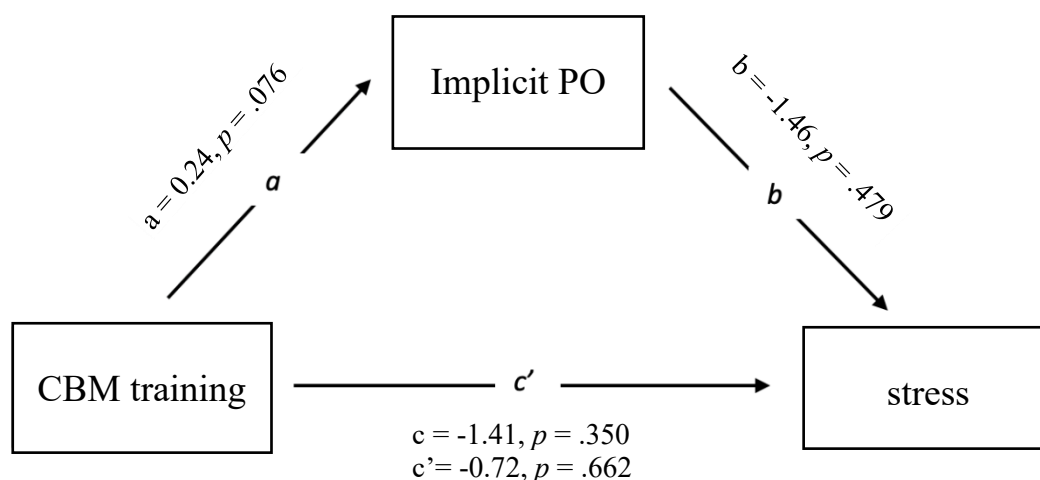 Implicit PO
a = 0.24, p = .076
b = -1.46, p = .479
a
b
CBM training
c’
stress
c = -1.41, p = .350
c’= -0.72, p = .662